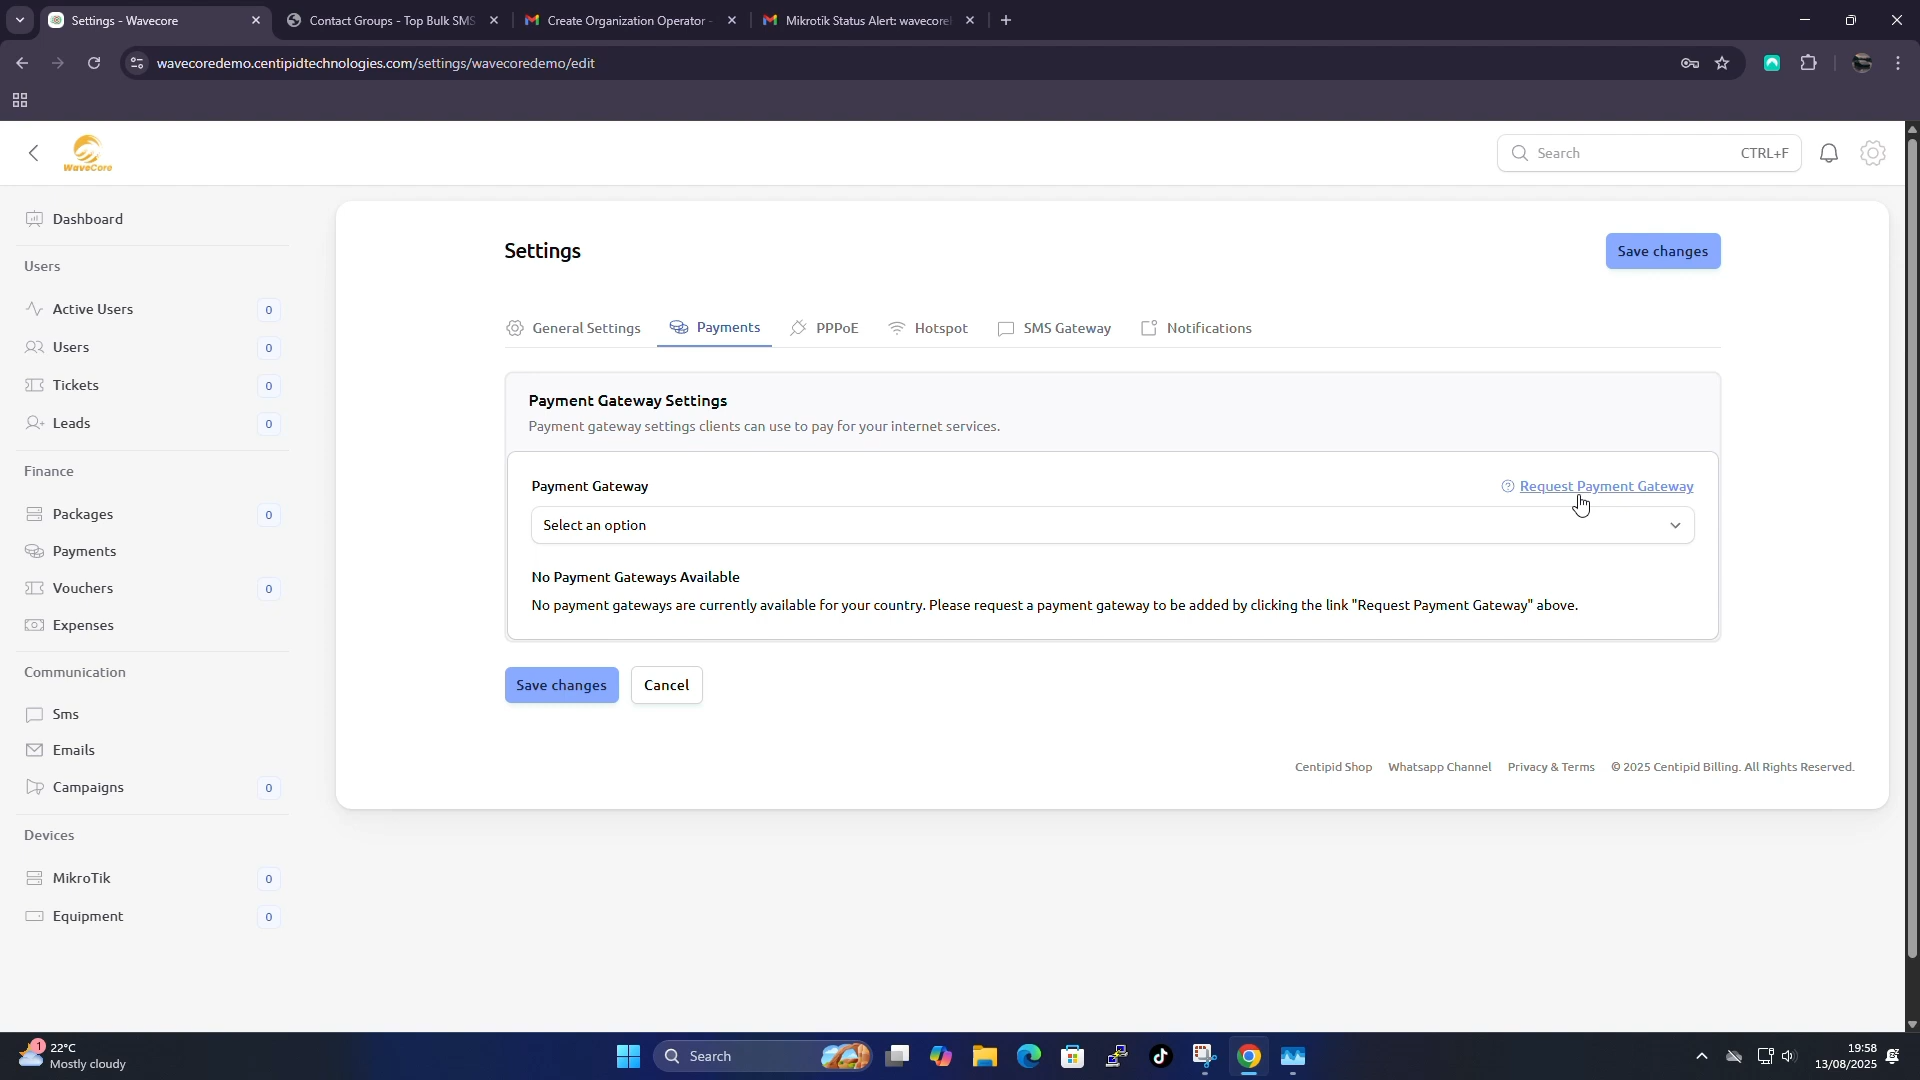 Settings - Wavecore
Contact Groups - Top Bulk SMS
Create Organization Operator -
Mikrotik Status Alert: wavecore
wavecoredemo.centipidtechnologies.com/settings/wavecoredemo/edit
WaveCore
Search
CTRL+F
Dashboard
Users
Active Users 0
Users 0
Tickets 0
Leads 0
Finance
Packages 0
Payments
Vouchers 0
Expenses
Communication
Sms
Emails
Campaigns 0
Devices
MikroTik 0
Equipment 0
Settings
Save changes
General Settings
Payments
PPPoE
Hotspot
SMS Gateway
Notifications
Payment Gateway Settings
Payment gateway settings clients can use to pay for your internet services.
Payment Gateway
Request Payment Gateway
Select an option
No Payment Gateways Available
No payment gateways are currently available for your country. Please request a payment gateway to be added by clicking the link "Request Payment Gateway" above.
Save changes
Cancel
Centipid Shop
Whatsapp Channel
Privacy & Terms
© 2025 Centipid Billing. All Rights Reserved.
1
22°C
Mostly cloudy
Search
19:58
13/08/2025